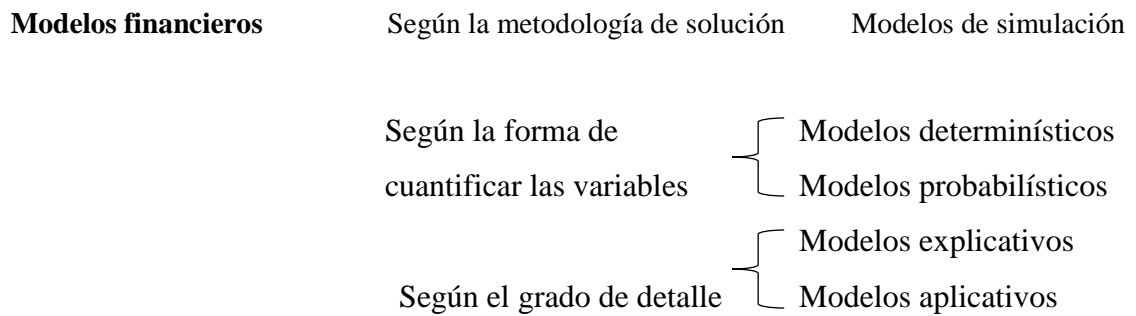 Modelos financieros Según la metodología de solución Modelos de simulación
Según la forma de Modelos determinísticos
cuantificar las variables Modelos probabilísticos
Modelos explicativos
Según el grado de detalle Modelos aplicativos